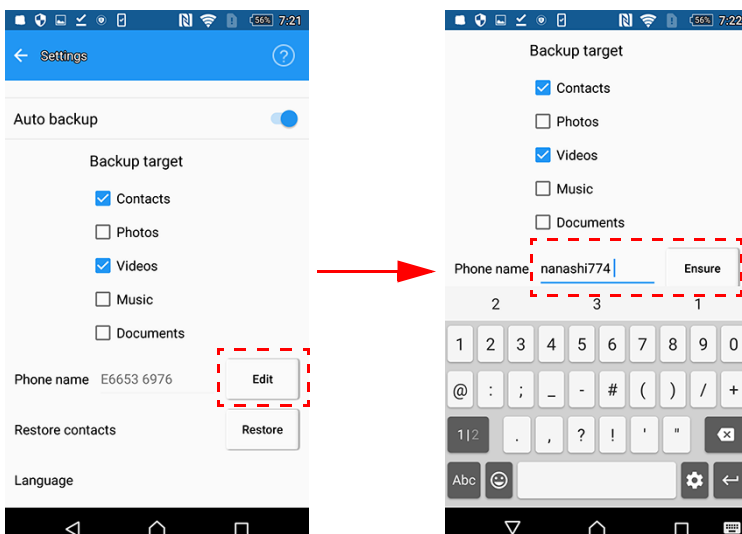 56% 7:21
Settings
?
Auto backup
Backup target
Contacts
Photos
Videos
Music
Documents
Phone name E6653 6976 Edit
Restore contacts Restore
Language
56% 7:22
Backup target
Contacts
Photos
Videos
Music
Documents
Phone name nanashi774 Ensure
2 3 1
1 2 3 4 5 6 7 8 9 0
@ : ; _ - # ( ) / +
1|2 . , ? ! ' "
Abc